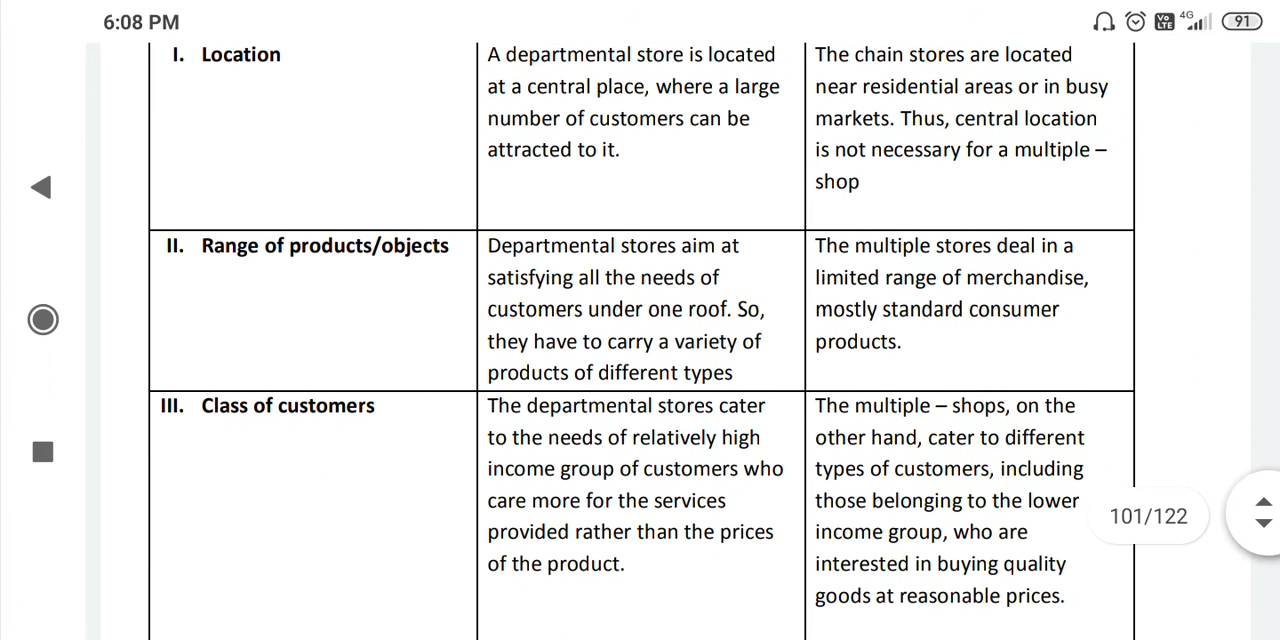 6:08 PM
Vo LTE 4G 91
I. Location
A departmental store is located
at a central place, where a large
number of customers can be
attracted to it.
The chain stores are located
near residential areas or in busy
markets. Thus, central location
is not necessary for a multiple –
shop
II. Range of products/objects
Departmental stores aim at
satisfying all the needs of
customers under one roof. So,
they have to carry a variety of
products of different types
The multiple stores deal in a
limited range of merchandise,
mostly standard consumer
products.
III. Class of customers
The departmental stores cater
to the needs of relatively high
income group of customers who
care more for the services
provided rather than the prices
of the product.
The multiple – shops, on the
other hand, cater to different
types of customers, including
those belonging to the lower
income group, who are
interested in buying quality
goods at reasonable prices.
101/122